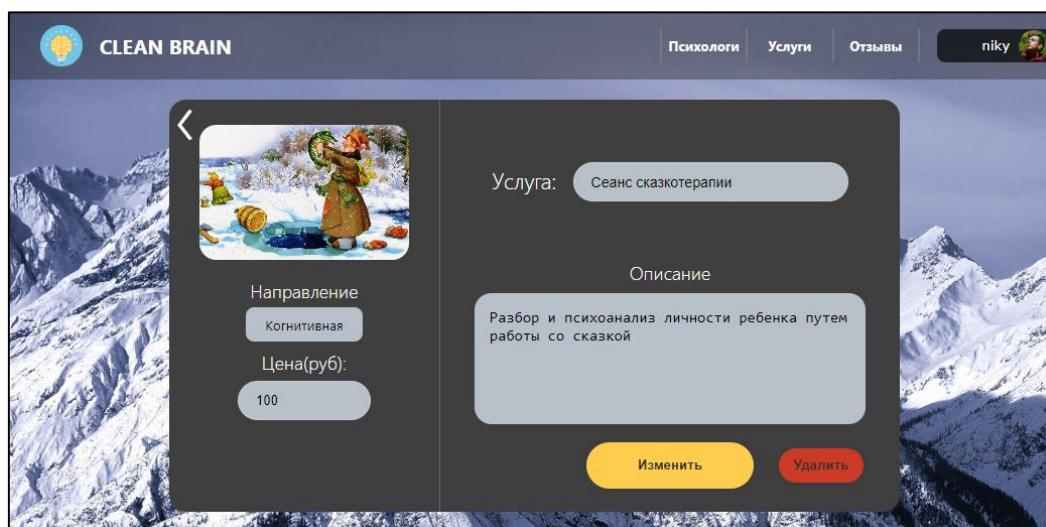 CLEAN BRAIN
Психологи
Услуги
Отзывы
niky
Услуга:
Сеанс сказкотерапии
Направление
Когнитивная
Цена(руб):
100
Описание
Разбор и психоанализ личности ребенка путем
работы со сказкой
Изменить
Удалить